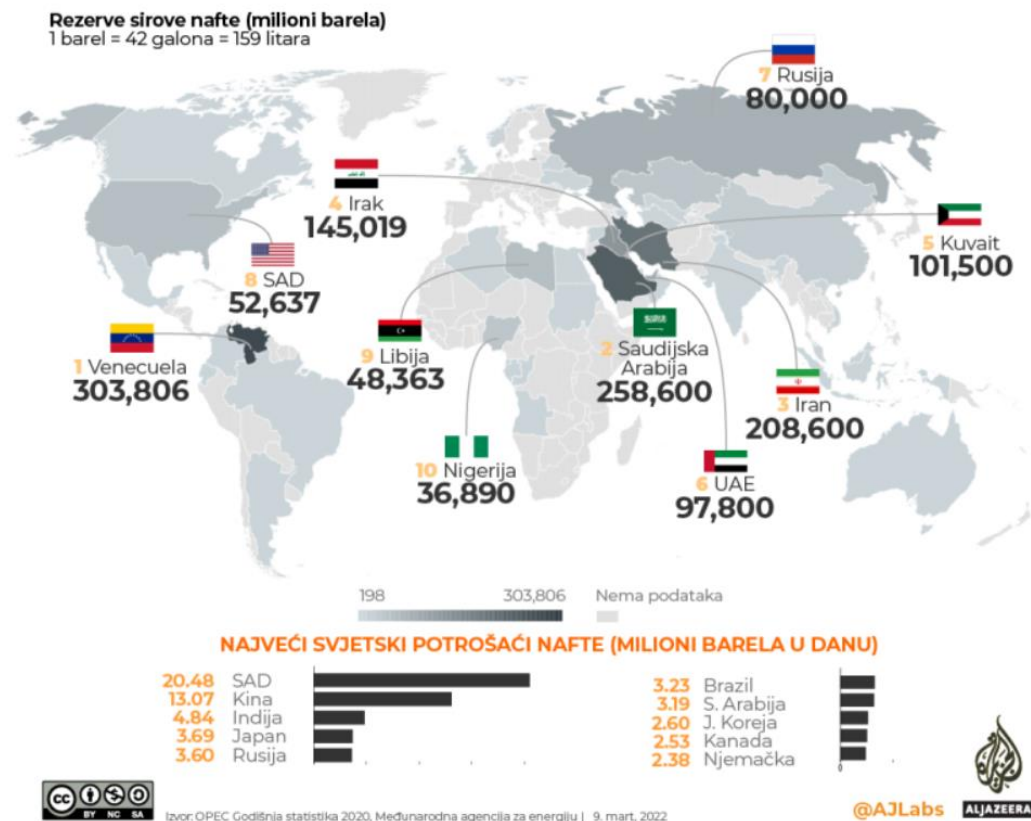 Rezerve sirove nafte (milioni barela)
1 barel = 42 galona = 159 litara
7 Rusija
80,000
4 Irak
145,019
5 Kuvait
101,500
8 SAD
52,637
1 Venecuela
303,806
9 Libija
48,363
2 Saudijska
Arabija
258,600
3 Iran
208,600
10 Nigerija
36,890
6 UAE
97,800
198 303,806 Nema podataka
NAJVEĆI SVJETSKI POTROŠAĆI NAFTE (MILIONI BARELA U DANU)
20.48 SAD
13.07 Kina
4.84 Indija
3.69 Japan
3.60 Rusija
3.23 Brazil
3.19 S. Arabija
2.60 J. Koreja
2.53 Kanada
2.38 Njemačka
0
cc BY NC SA
Izvor: OPEC Godišnja statistika 2020, Međunarodna agencija za energiju | 9. mart, 2022
@AJLabs
ALJAZEERA